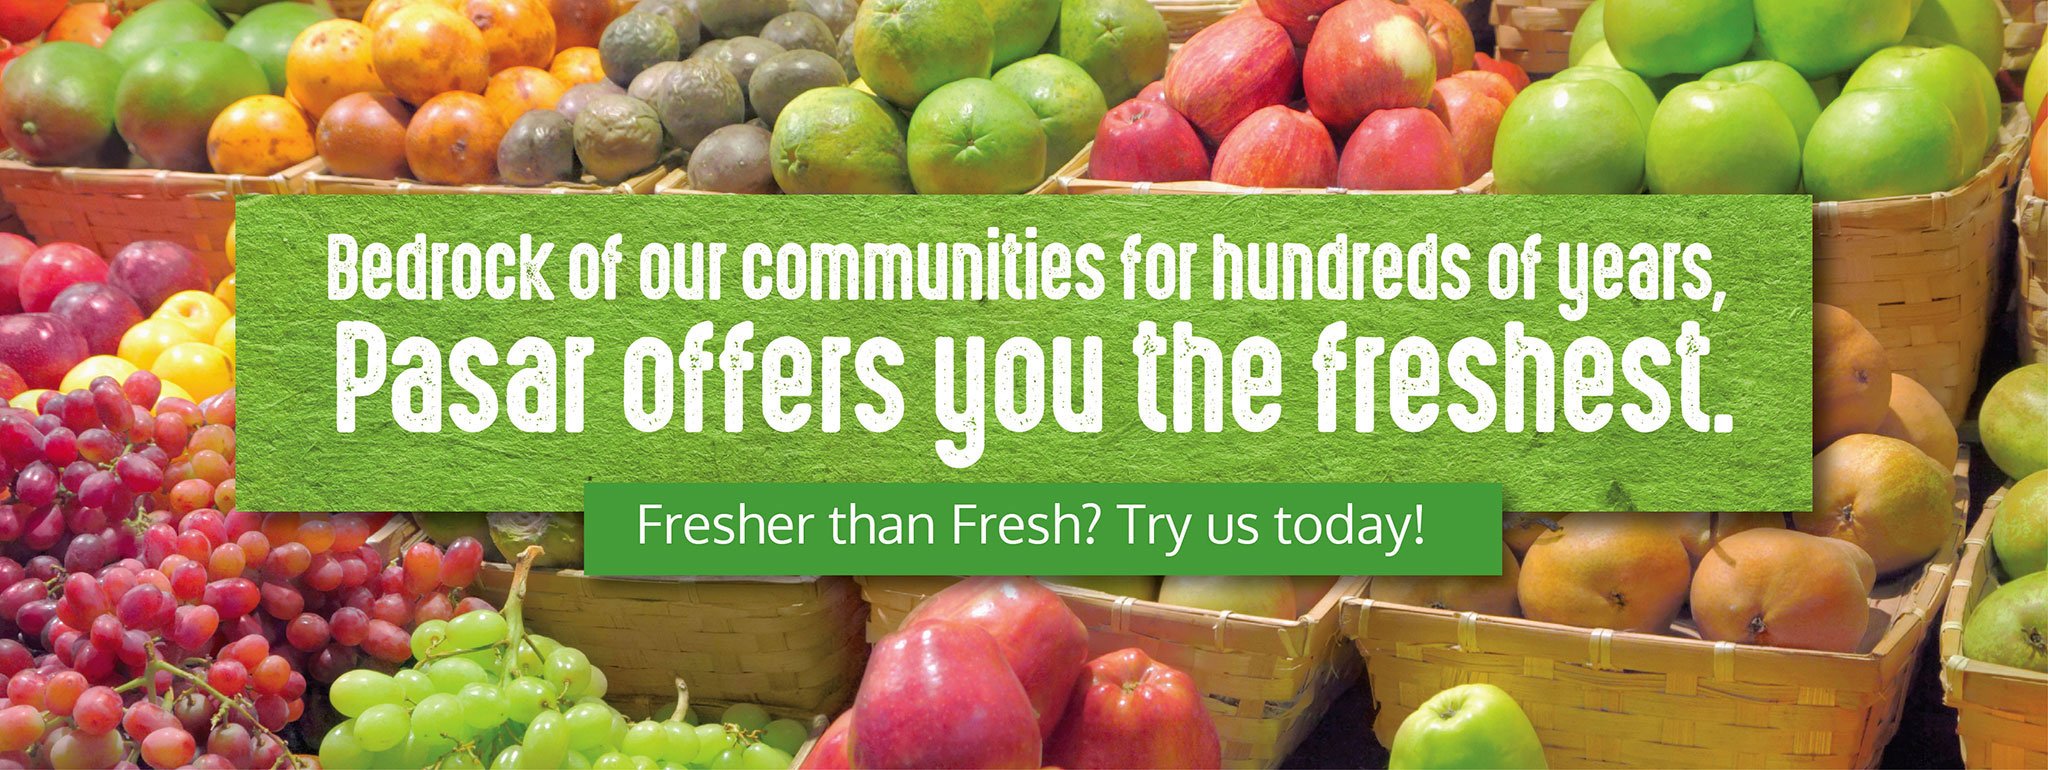 Bedrock of our communities for hundreds of years,
Pasar offers you the freshest.
Fresher than Fresh? Try us today!